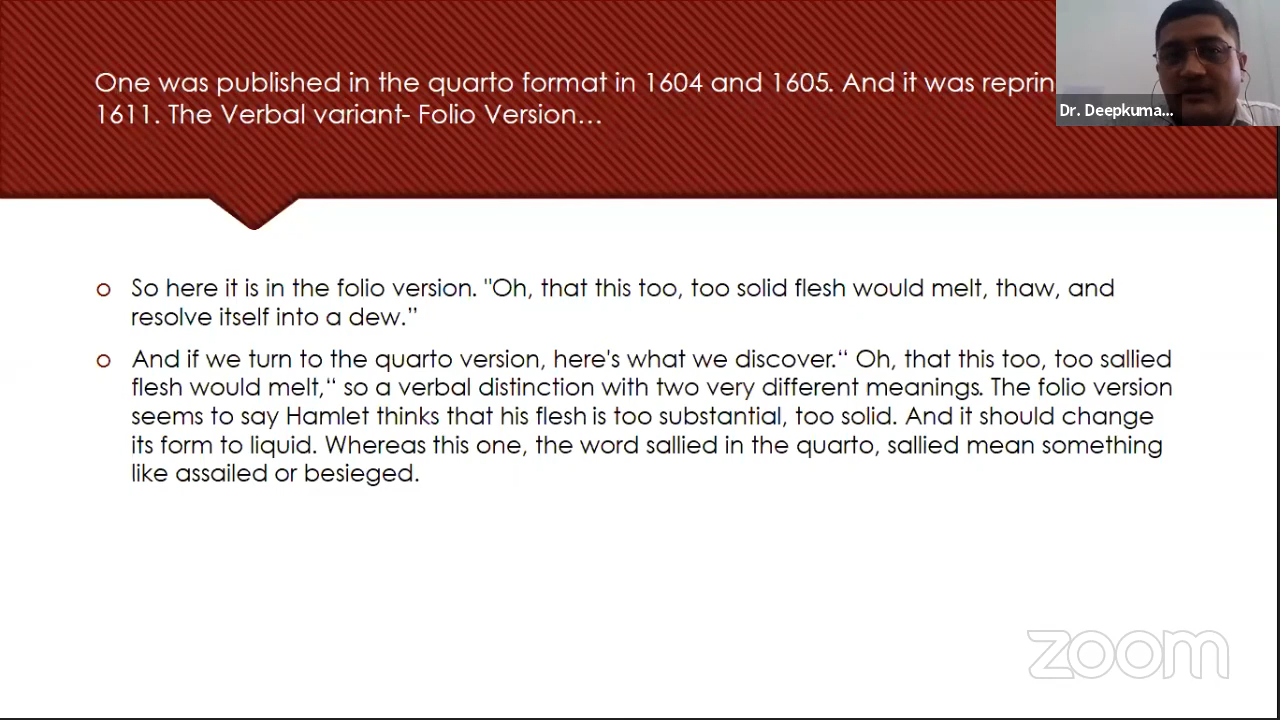 One was published in the quarto format in 1604 and 1605. And it was
1611. The Verbal variant- Folio Version...
Dr. Deepkuma...
So here it is in the folio version. "Oh, that this too, too solid flesh would melt, thaw, and
resolve itself into a dew.”
And if we turn to the quarto version, here's what we discover.“ Oh, that this too, too sallied
flesh would melt,“ so a verbal distinction with two very different meanings. The folio version
seems to say Hamlet thinks that his flesh is too substantial, too solid. And it should change
its form to liquid. Whereas this one, the word sallied in the quarto, sallied mean something
like assailed or besieged.
zoom